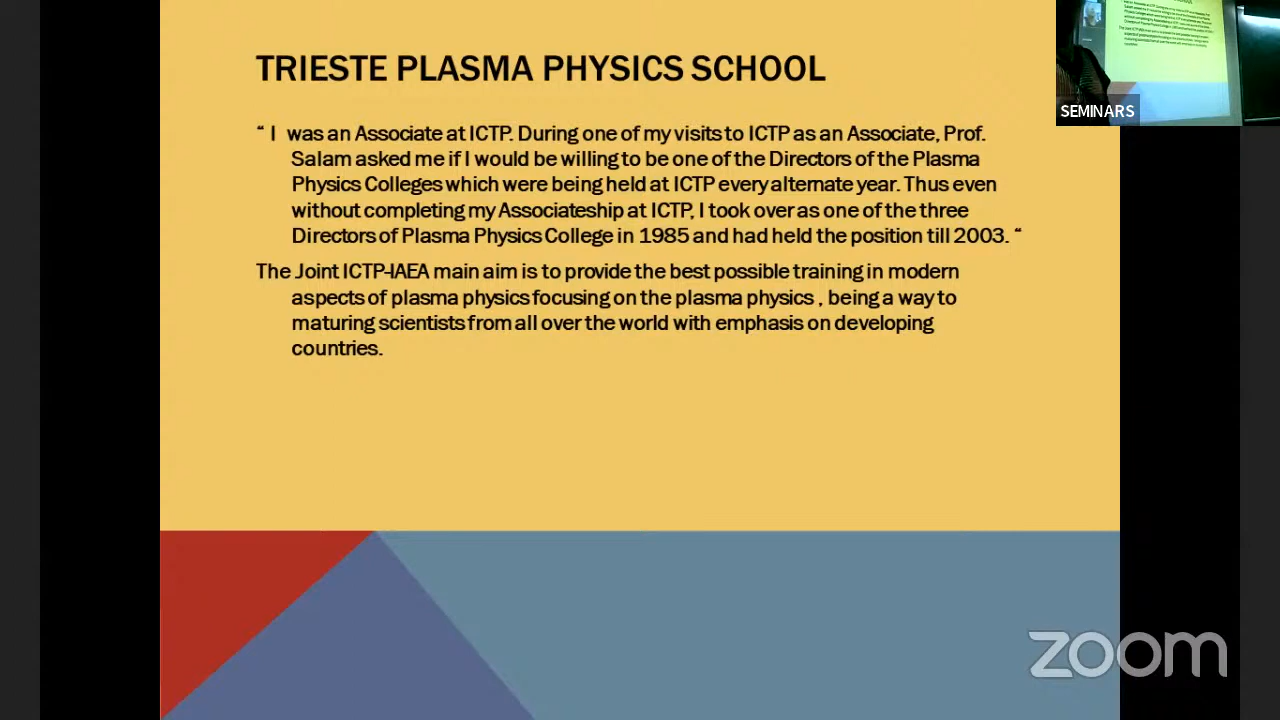 TRIESTE PLASMA PHYSICS SCHOOL
“ I was an Associate at ICTP. During one of my visits to ICTP as an Associate, Prof.
Salam asked me if I would be willing to be one of the Directors of the Plasma
Physics Colleges which were being held at ICTP every alternate year. Thus even
without completing my Associateship at ICTP, I took over as one of the three
Directors of Plasma Physics College in 1985 and had held the position till 2003. “
The Joint ICTP-IAEA main aim is to provide the best possible training in modern
aspects of plasma physics focusing on the plasma physics , being a way to
maturing scientists from all over the world with emphasis on developing
countries.
SEMINARS
zoom